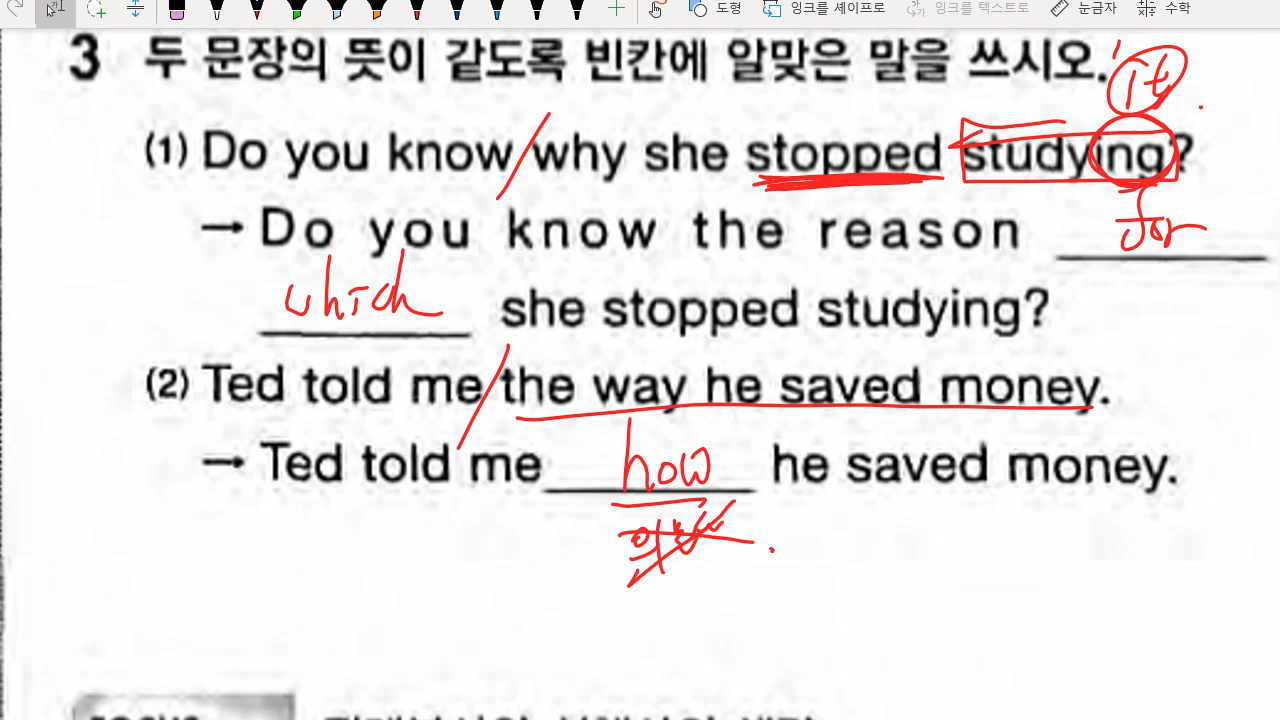 도형 잉크를 셰이프로 잉크를 텍스트로 눈금자 수학
3 두 문장의 뜻이 같도록 빈칸에 알맞은 말을 쓰시오.
it
(1) Do you know why she stopped studying?
→ Do you know the reason for
which she stopped studying?
(2) Ted told me the way he saved money.
→ Ted told me how he saved money.